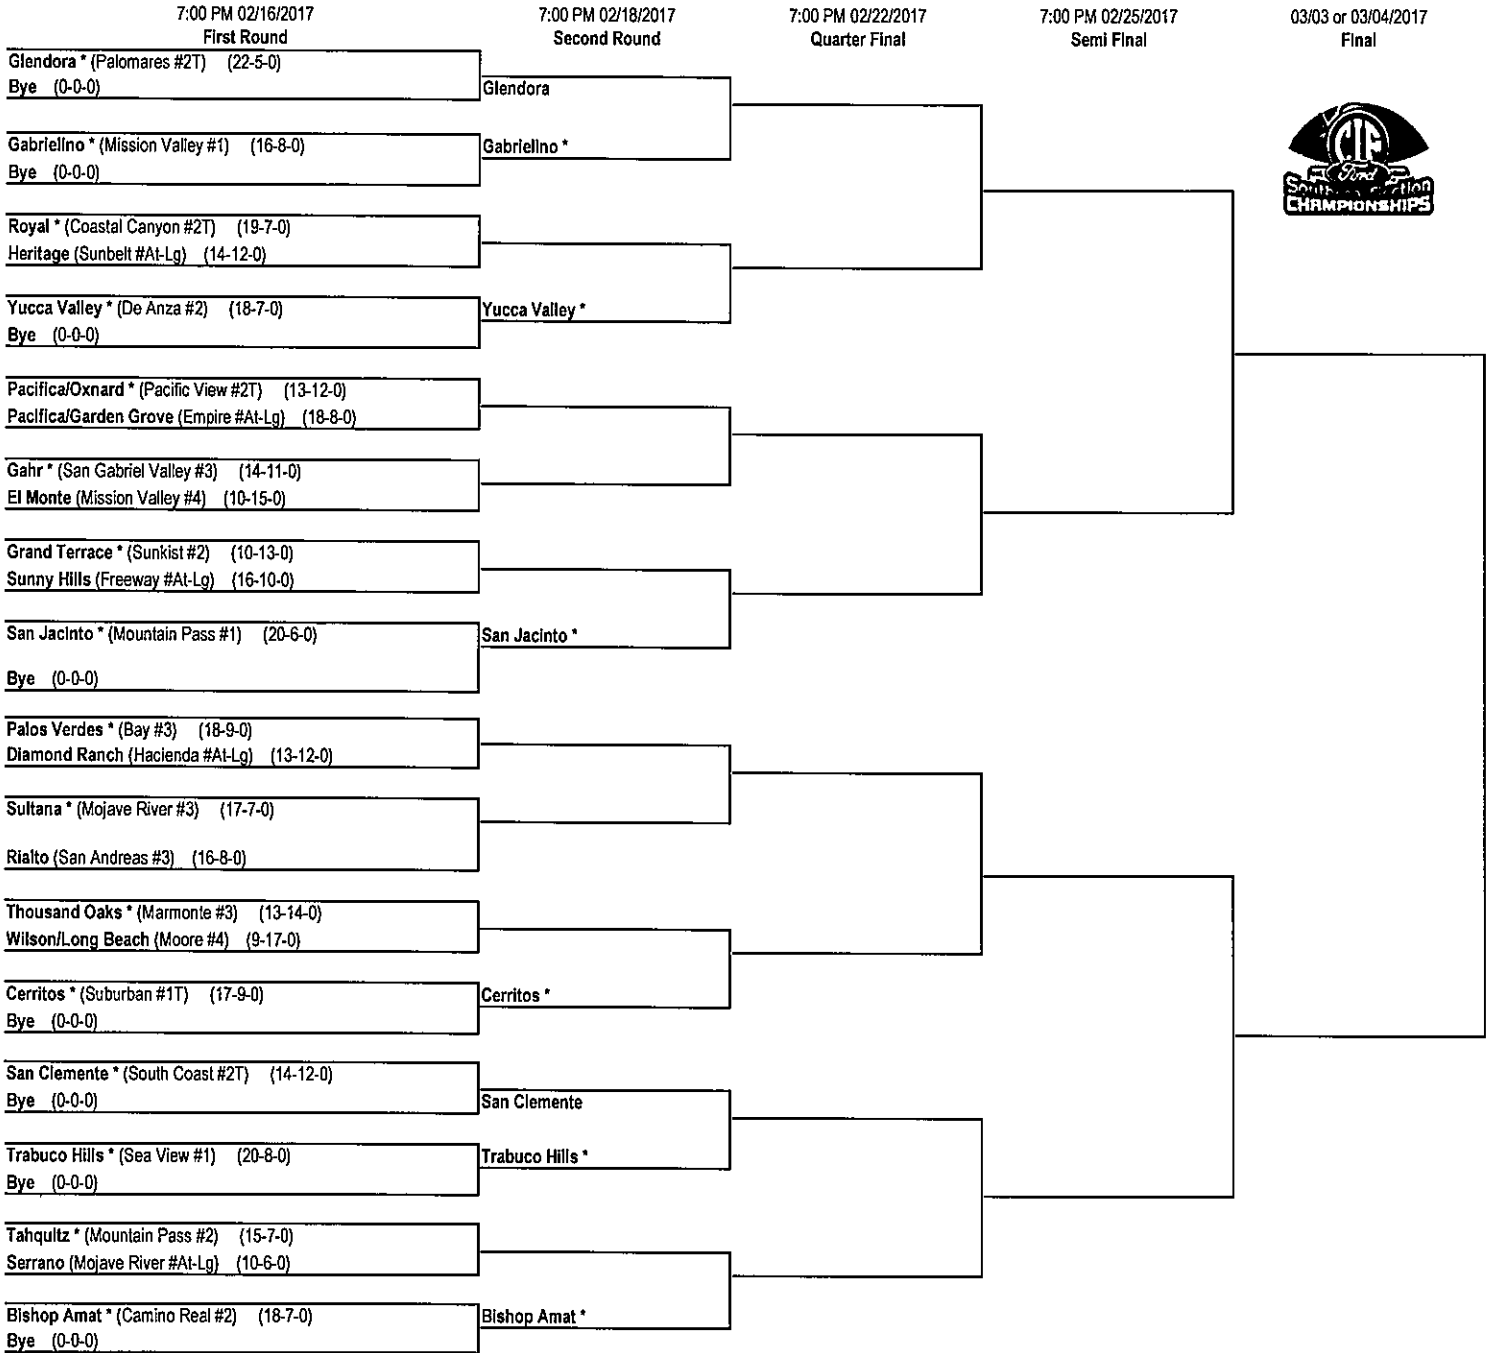 7:00 PM 02/16/2017
First Round
7:00 PM 02/18/2017
Second Round
7:00 PM 02/22/2017
Quarter Final
7:00 PM 02/25/2017
Semi Final
03/03 or 03/04/2017
Final
CIF
Ford
Southern Section
CHAMPIONSHIPS
Glendora * (Palomares #2T) (22-5-0)
Bye (0-0-0)
Glendora
Gabrielino * (Mission Valley #1) (16-8-0)
Bye (0-0-0)
Gabrielino *
Royal * (Coastal Canyon #2T) (19-7-0)
Heritage (Sunbelt #At-Lg) (14-12-0)
Yucca Valley * (De Anza #2) (18-7-0)
Bye (0-0-0)
Yucca Valley *
Pacifica/Oxnard * (Pacific View #2T) (13-12-0)
Pacifica/Garden Grove (Empire #At-Lg) (18-8-0)
Gahr * (San Gabriel Valley #3) (14-11-0)
El Monte (Mission Valley #4) (10-15-0)
Grand Terrace * (Sunkist #2) (10-13-0)
Sunny Hills (Freeway #At-Lg) (16-10-0)
San Jacinto * (Mountain Pass #1) (20-6-0)
Bye (0-0-0)
San Jacinto *
Palos Verdes * (Bay #3) (18-9-0)
Diamond Ranch (Hacienda #At-Lg) (13-12-0)
Sultana * (Mojave River #3) (17-7-0)
Rialto (San Andreas #3) (16-8-0)
Thousand Oaks * (Marmonte #3) (13-14-0)
Wilson/Long Beach (Moore #4) (9-17-0)
Cerritos * (Suburban #1T) (17-9-0)
Bye (0-0-0)
Cerritos *
San Clemente * (South Coast #2T) (14-12-0)
Bye (0-0-0)
San Clemente
Trabuco Hills * (Sea View #1) (20-8-0)
Bye (0-0-0)
Trabuco Hills *
Tahquitz * (Mountain Pass #2) (15-7-0)
Serrano (Mojave River #At-Lg) (10-6-0)
Bishop Amat * (Camino Real #2) (18-7-0)
Bye (0-0-0)
Bishop Amat *